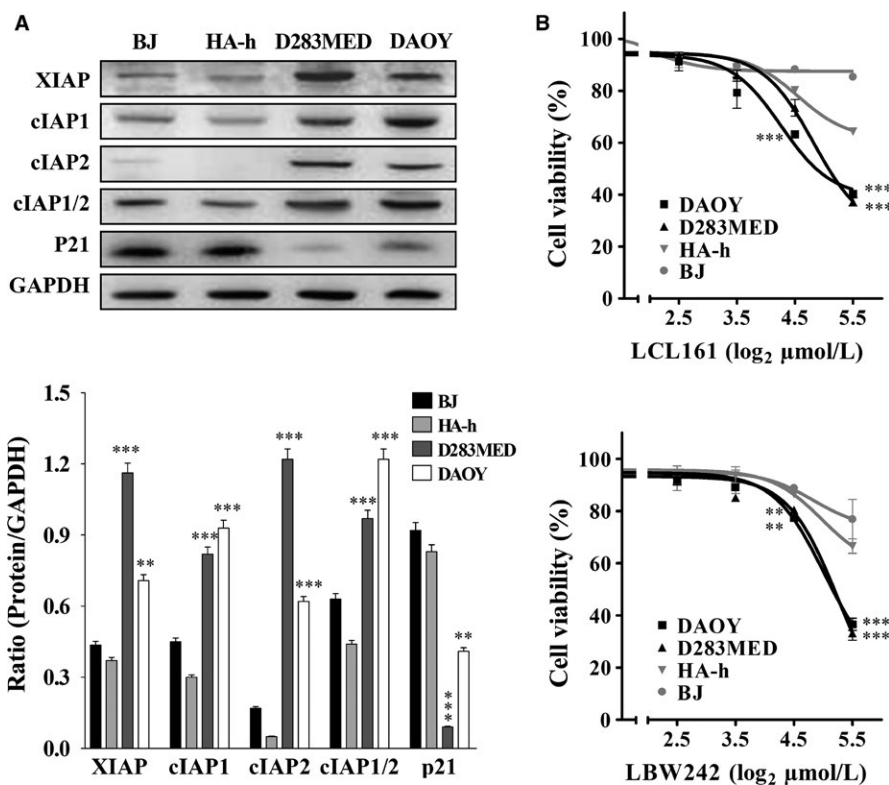 A
BJ HA-h D283MED DAOY
XIAP
cIAP1
cIAP2
cIAP1/2
P21
GAPDH
Ratio (Protein/GAPDH)
1.5
1.2
0.9
0.6
0.3
0.0
BJ
HA-h
D283MED
DAOY
***
**
***
***
***
***
***
***
***
**
XIAP cIAP1 cIAP2 cIAP1/2 p21
B
Cell viability (%)
100
80
60
40
20
0
***
***
***
DAOY
D283MED
HA-h
BJ
2.5 3.5 4.5 5.5
LCL161 (log₂ μmol/L)
Cell viability (%)
100
80
60
40
20
0
**
**
***
***
DAOY
D283MED
HA-h
BJ
2.5 3.5 4.5 5.5
LBW242 (log₂ μmol/L)